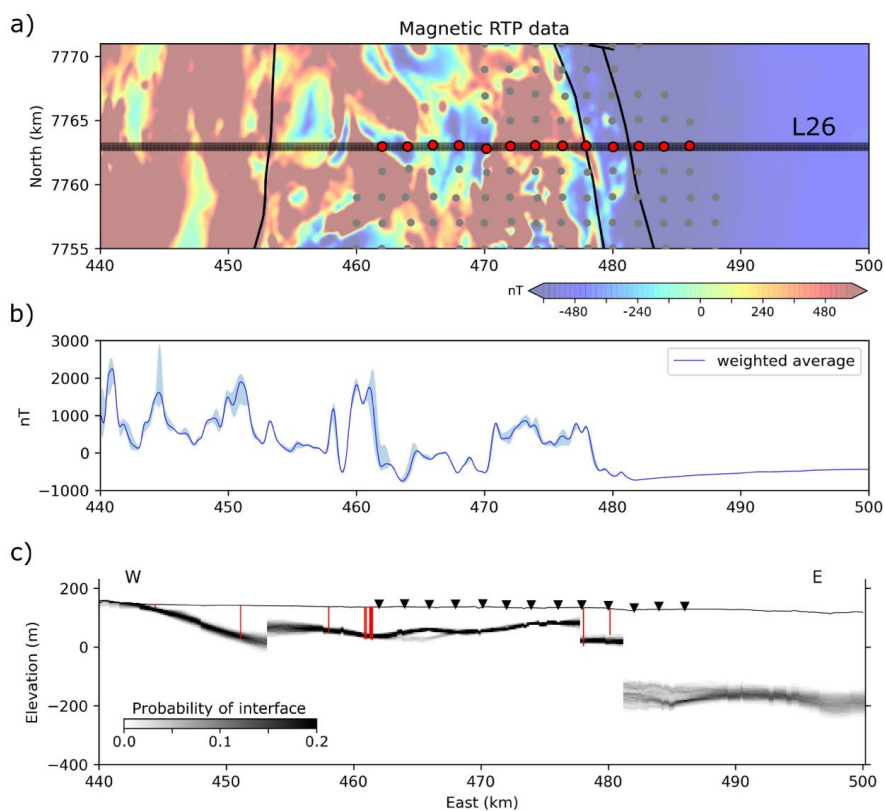 a)
Magnetic RTP data
7770
7765
7760
7755
North (km)
L26
440 450 460 470 480 490 500
nT
-480 -240 0 240 480
b)
3000
2000
1000
0
−1000
nT
weighted average
440 450 460 470 480 490 500
c)
W E
200
0
−200
−400
Elevation (m)
Probability of interface
0.0 0.1 0.2
440 450 460 470 480 490 500
East (km)